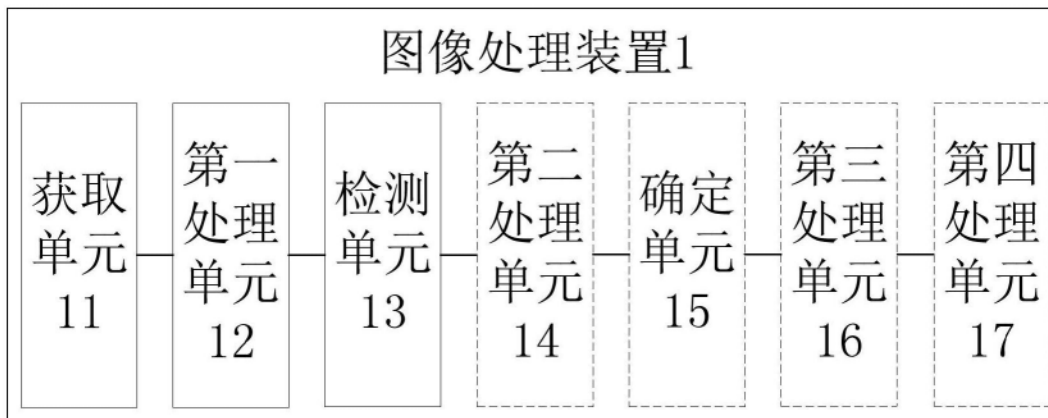 图像处理装置1
获取
单元
11
第一
处理
单元
12
检测
单元
13
第二
处理
单元
14
确定
单元
15
第三
处理
单元
16
第四
处理
单元
17